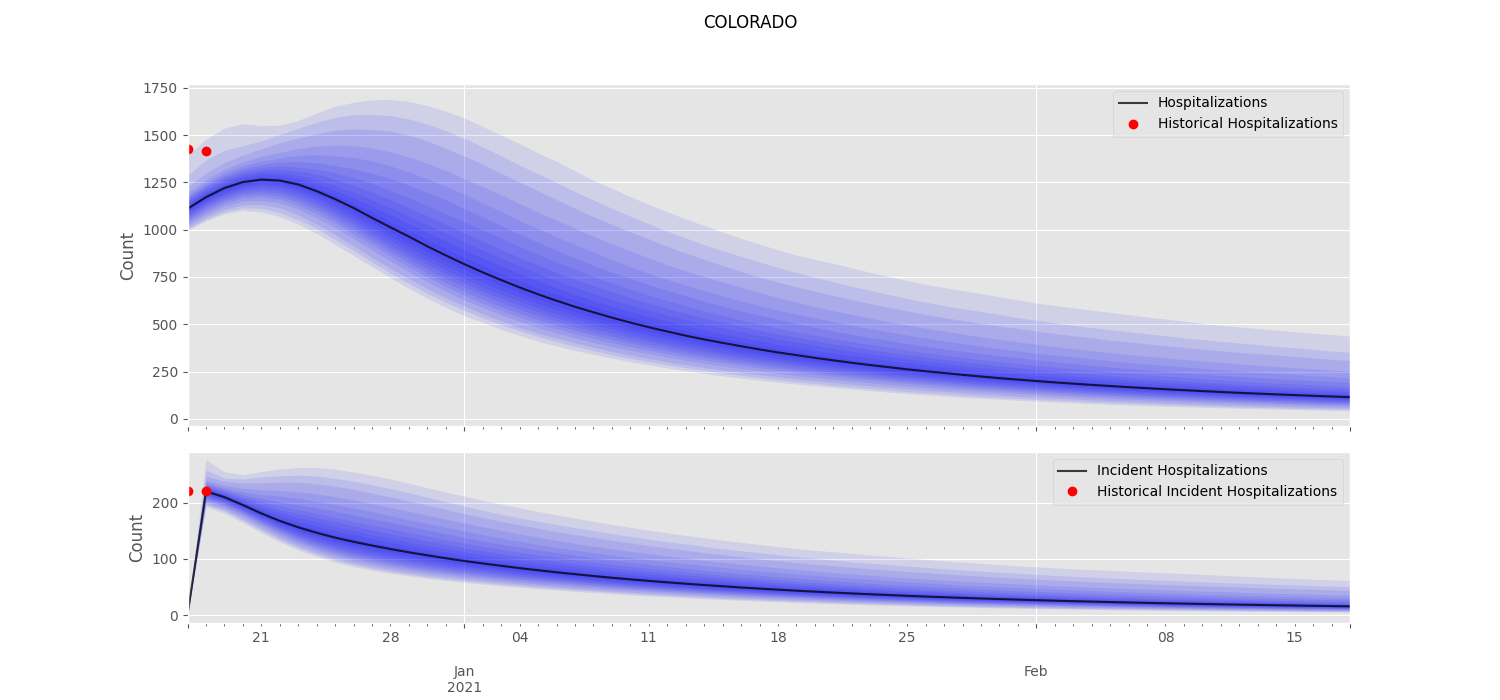 COLORADO
1750
1500
1250
1000
750
500
250
0
Count
Hospitalizations
Historical Hospitalizations
200
100
0
Count
Incident Hospitalizations
Historical Incident Hospitalizations
21 28 04 11 18 25 08 15
Jan Feb
2021